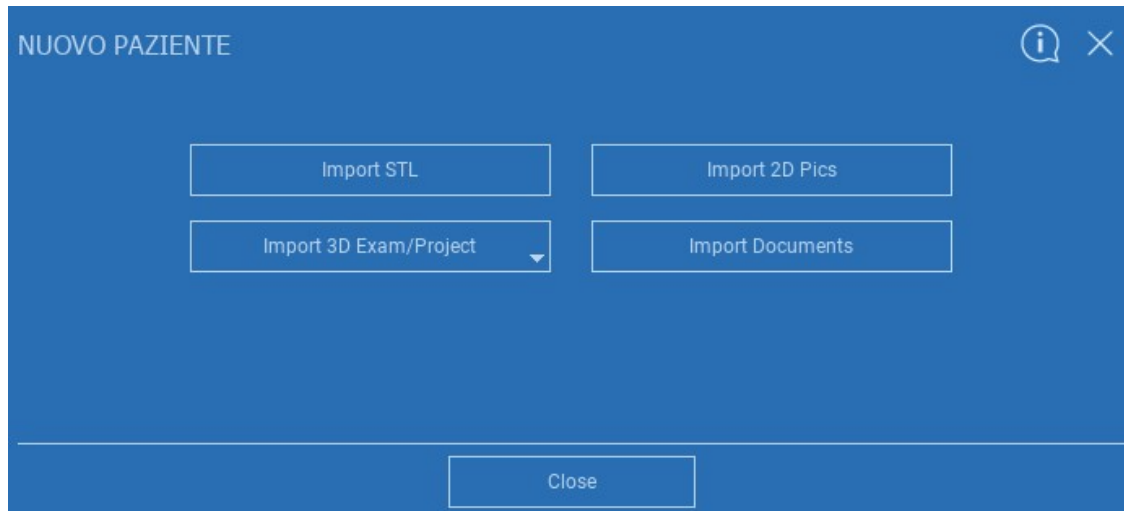 NUOVO PAZIENTE
Import STL
Import 2D Pics
Import 3D Exam/Project
Import Documents
Close